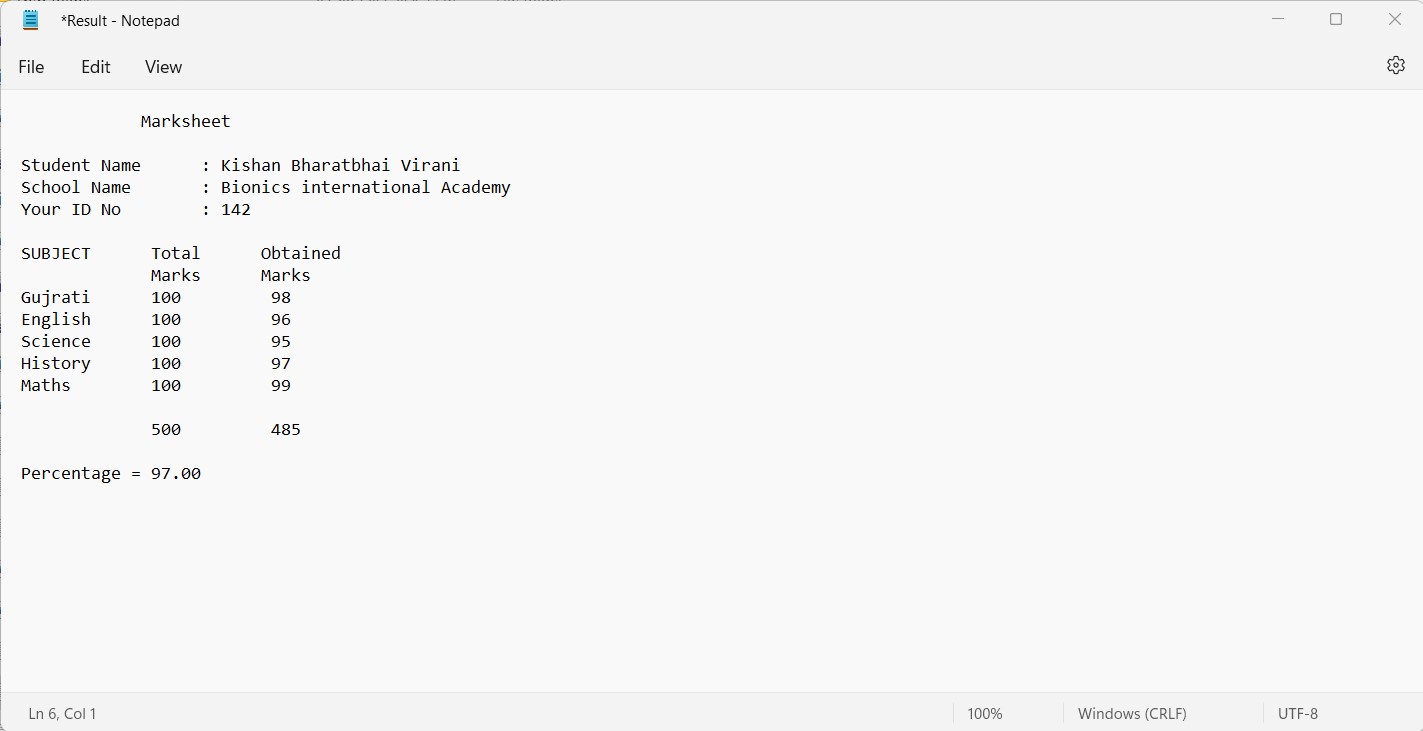 *Result - Notepad
File Edit View
Marksheet
Student Name : Kishan Bharatbhai Virani
School Name : Bionics international Academy
Your ID No : 142
SUBJECT Total Obtained
Marks Marks
Gujrati 100 98
English 100 96
Science 100 95
History 100 97
Maths 100 99
500 485
Percentage = 97.00
Ln 6, Col 1 100% Windows (CRLF) UTF-8